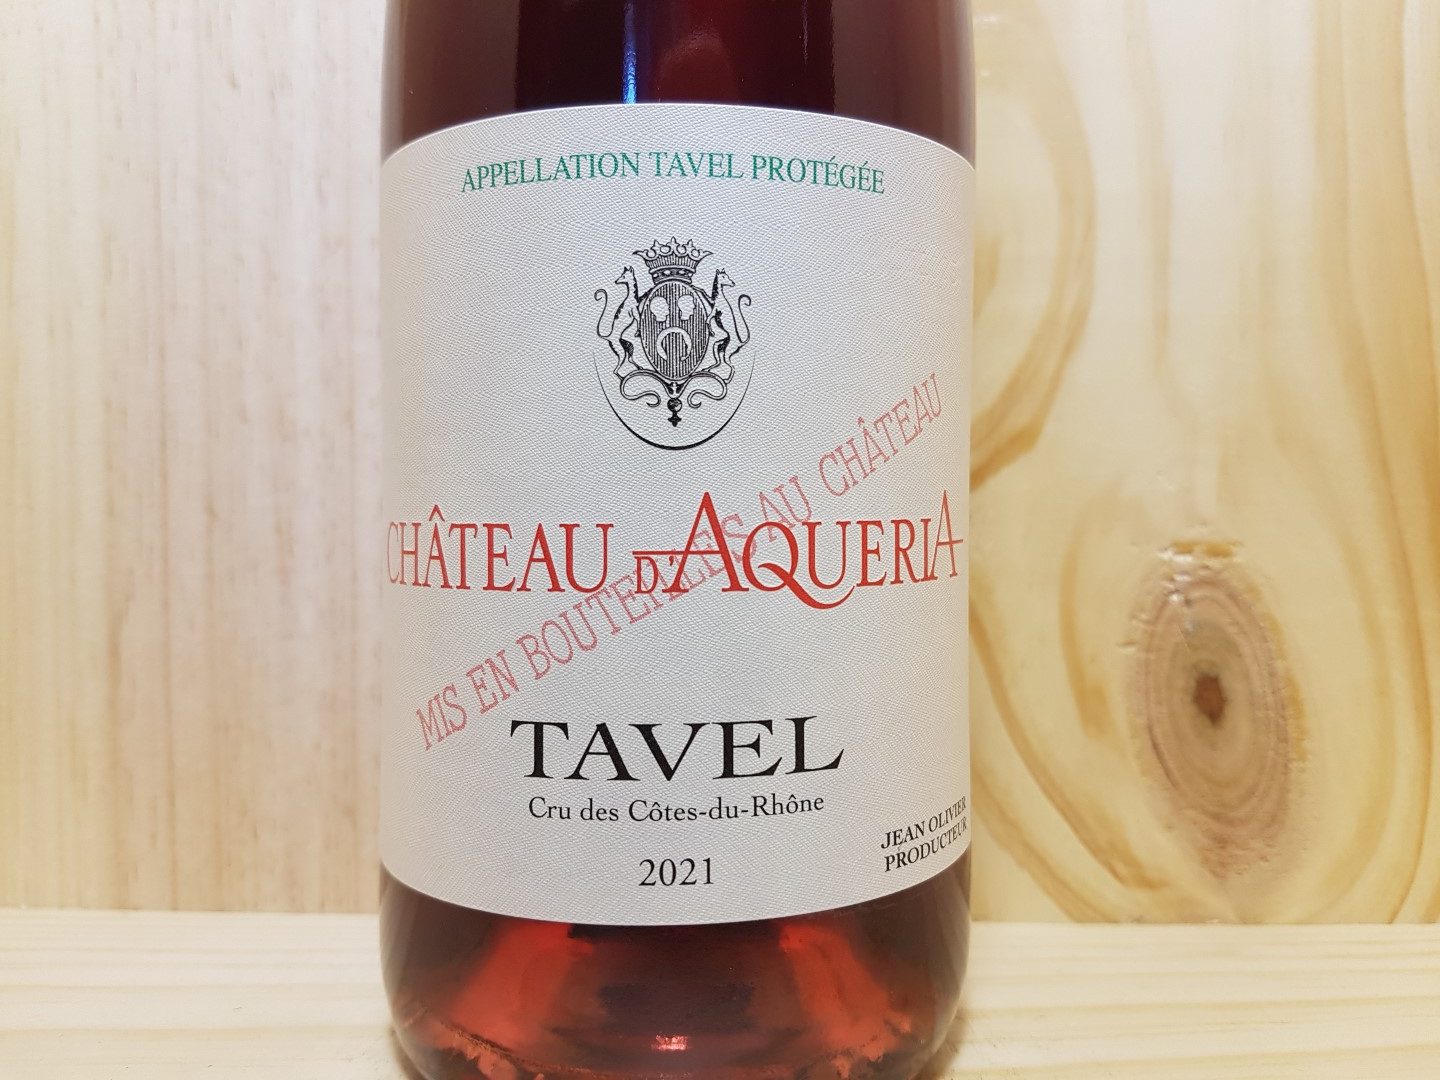 APPELLATION TAVEL PROTÉGÉE
CHÂTEAU D'AQUERIA
MIS EN BOUTEILLES AU CHÂTEAU
TAVEL
Cru des Côtes-du-Rhône
2021
JEAN OLIVIER
PRODUCTEUR